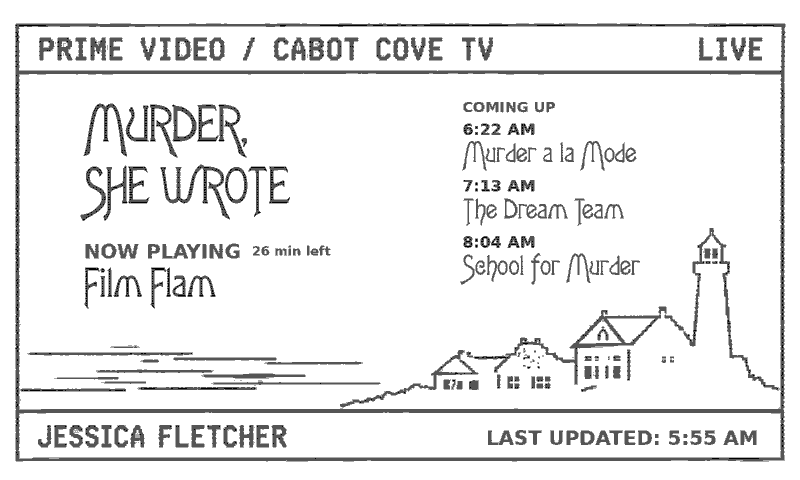 PRIME VIDEO / CABOT COVE TV
LIVE
MURDER,
SHE WROTE
NOW PLAYING 26 min left
Film Flam
COMING UP
6:22 AM
Murder a la Mode
7:13 AM
The Dream Team
8:04 AM
School for Murder
JESSICA FLETCHER
LAST UPDATED: 5:55 AM